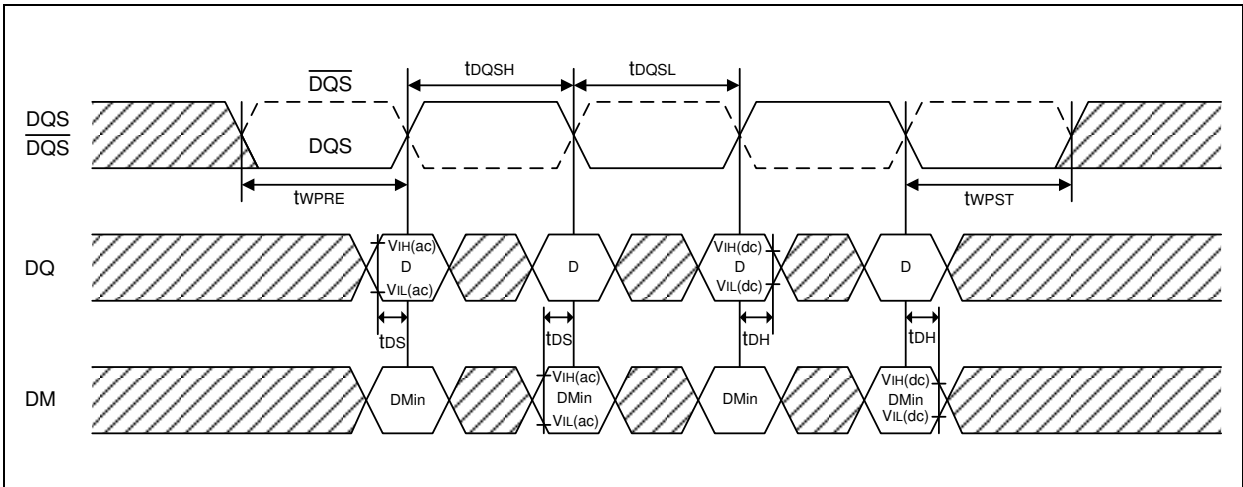 DQS
tDQSH
tDQSL
DQS
DQS
DQS
tWPRE
tWPST
DQ
VIH(ac)
D
VIL(ac)
D
VIH(dc)
D
VIL(dc)
D
tDS
tDS
tDH
tDH
DM
DMin
VIH(ac)
DMin
VIL(ac)
DMin
VIH(dc)
DMin
VIL(dc)